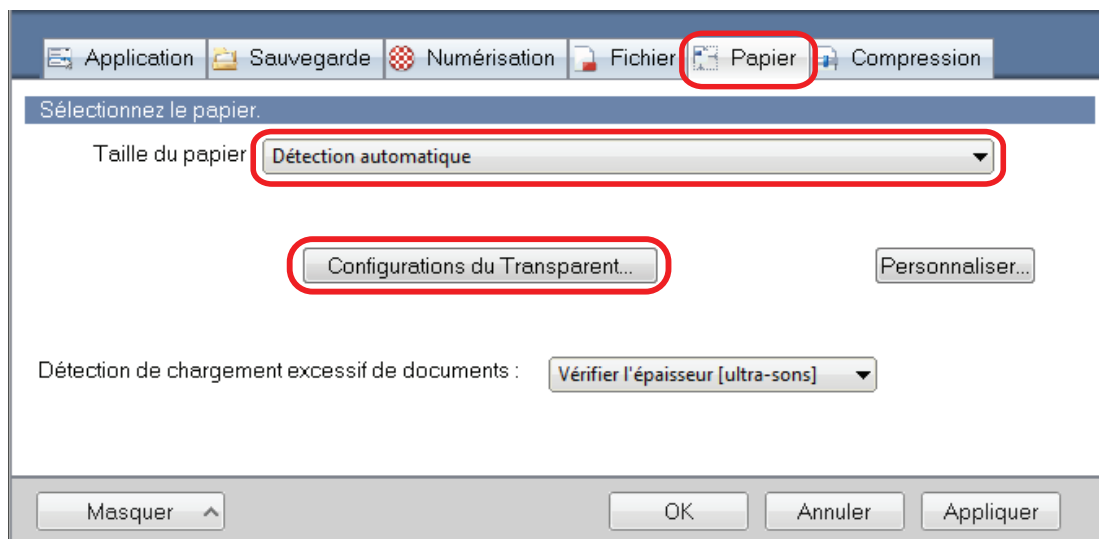 Application Sauvegarde Numérisation Fichier Papier Compression
Sélectionnez le papier.
Taille du papier Détection automatique
Configurations du Transparent... Personnaliser...
Détection de chargement excessif de documents : Vérifier l'épaisseur [ultra-sons]
Masquer OK Annuler Appliquer